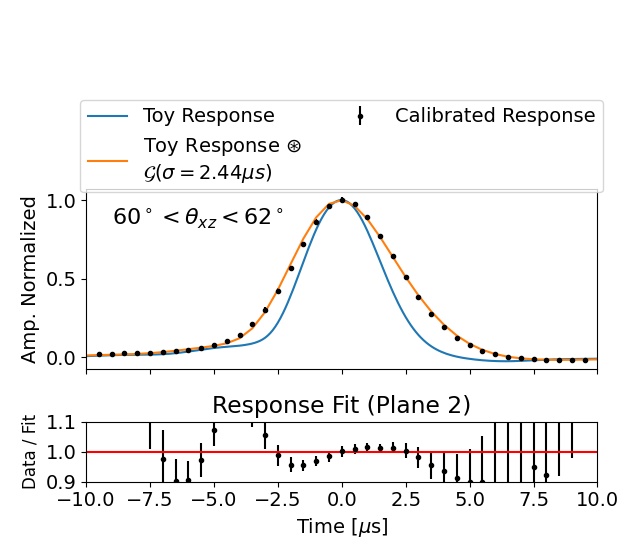 Toy Response
Calibrated Response
Toy Response ⊛
𝒢(σ = 2.44μs)
60° < θxz < 62°
Amp. Normalized
1.0
0.5
0.0
Response Fit (Plane 2)
Data / Fit
1.1
1.0
0.9
−10.0 −7.5 −5.0 −2.5 0.0 2.5 5.0 7.5 10.0
Time [μs]